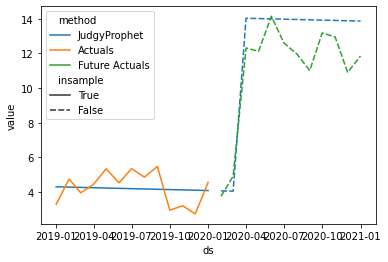 14
12
10
8
6
4
value
method
JudgyProphet
Actuals
Future Actuals
insample
True
False
2019-01 2019-04 2019-07 2019-10 2020-01 2020-04 2020-07 2020-10 2021-01
ds